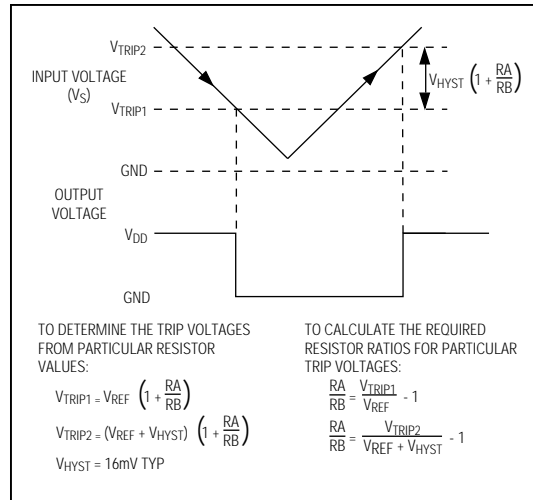 VTRIP2
INPUT VOLTAGE
(VS)
VHYST (1 + RA/RB)
VTRIP1
GND
OUTPUT
VOLTAGE
VDD
GND
TO DETERMINE THE TRIP VOLTAGES
FROM PARTICULAR RESISTOR
VALUES:
VTRIP1 = VREF (1 + RA/RB)
VTRIP2 = (VREF + VHYST) (1 + RA/RB)
VHYST = 16mV TYP
TO CALCULATE THE REQUIRED
RESISTOR RATIOS FOR PARTICULAR
TRIP VOLTAGES:
RA/RB = VTRIP1/VREF - 1
RA/RB = VTRIP2/VREF + VHYST - 1